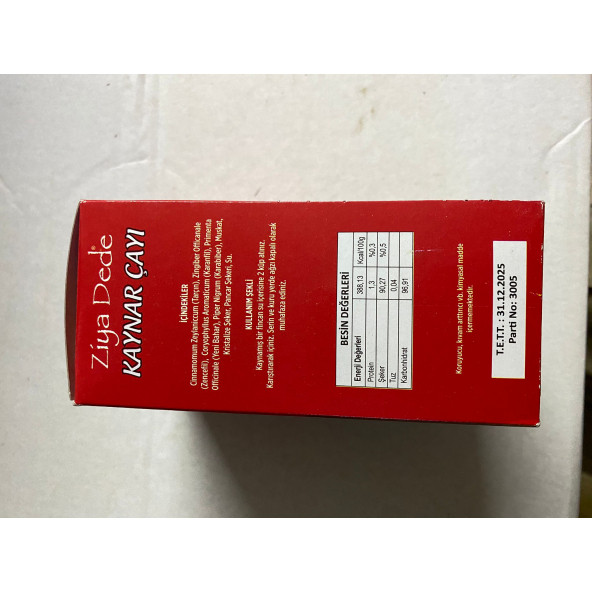 Ziya Dede®
KAYNAR ÇAYI
İÇİNDEKİLER
Cinnamomum Zeylaniccum (Tarçın), Zingiber Officanale
(Zencefil), Coryophyllus Aromaticum (Karanfil), Primenta
Officinale (Yeni Bahar), Piper Nigrum (Karabiber), Muskat,
Kristalize Şeker, Pancar Şekeri, Su.
KULLANIM ŞEKLİ
Kaynamış bir fincan su içerisine 2 küp atınız.
Karıştırarak içiniz. Serin ve kuru yerde ağzı kapalı olarak
muhafaza ediniz.
BESİN DEĞERLERİ
Enerji Değerleri 388,13 Kcal/100g
Protein 1,3 %0,3
Şeker 90,27 %0,5
Tuz 0,04
Karbonhidrat 96,91
Koruyucu, kıvam artırıcı vb. kimyasal madde
içermemektedir.
T.E.T.T. : 31.12.2025
Parti No: 3005